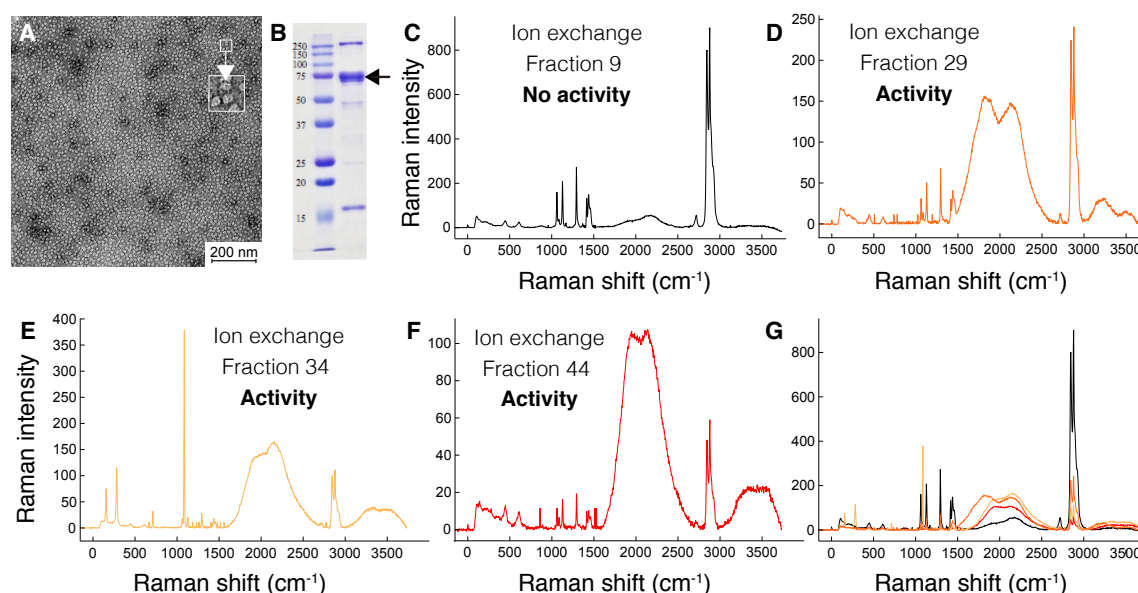 A
200 nm
B
250
150
100
75
50
37
25
20
15
C
Ion exchange
Fraction 9
No activity
Raman intensity
800
600
400
200
0
0 500 1000 1500 2000 2500 3000 3500
Raman shift (cm⁻¹)
D
Ion exchange
Fraction 29
Activity
250
200
150
100
50
0
0 500 1000 1500 2000 2500 3000 3500
Raman shift (cm⁻¹)
E
Ion exchange
Fraction 34
Activity
Raman intensity
400
350
300
250
200
150
100
50
0
0 500 1000 1500 2000 2500 3000 3500
Raman shift (cm⁻¹)
F
Ion exchange
Fraction 44
Activity
Raman intensity
100
80
60
40
20
0
0 500 1000 1500 2000 2500 3000 3500
Raman shift (cm⁻¹)
G
800
600
400
200
0
0 500 1000 1500 2000 2500 3000 3500
Raman shift (cm⁻¹)